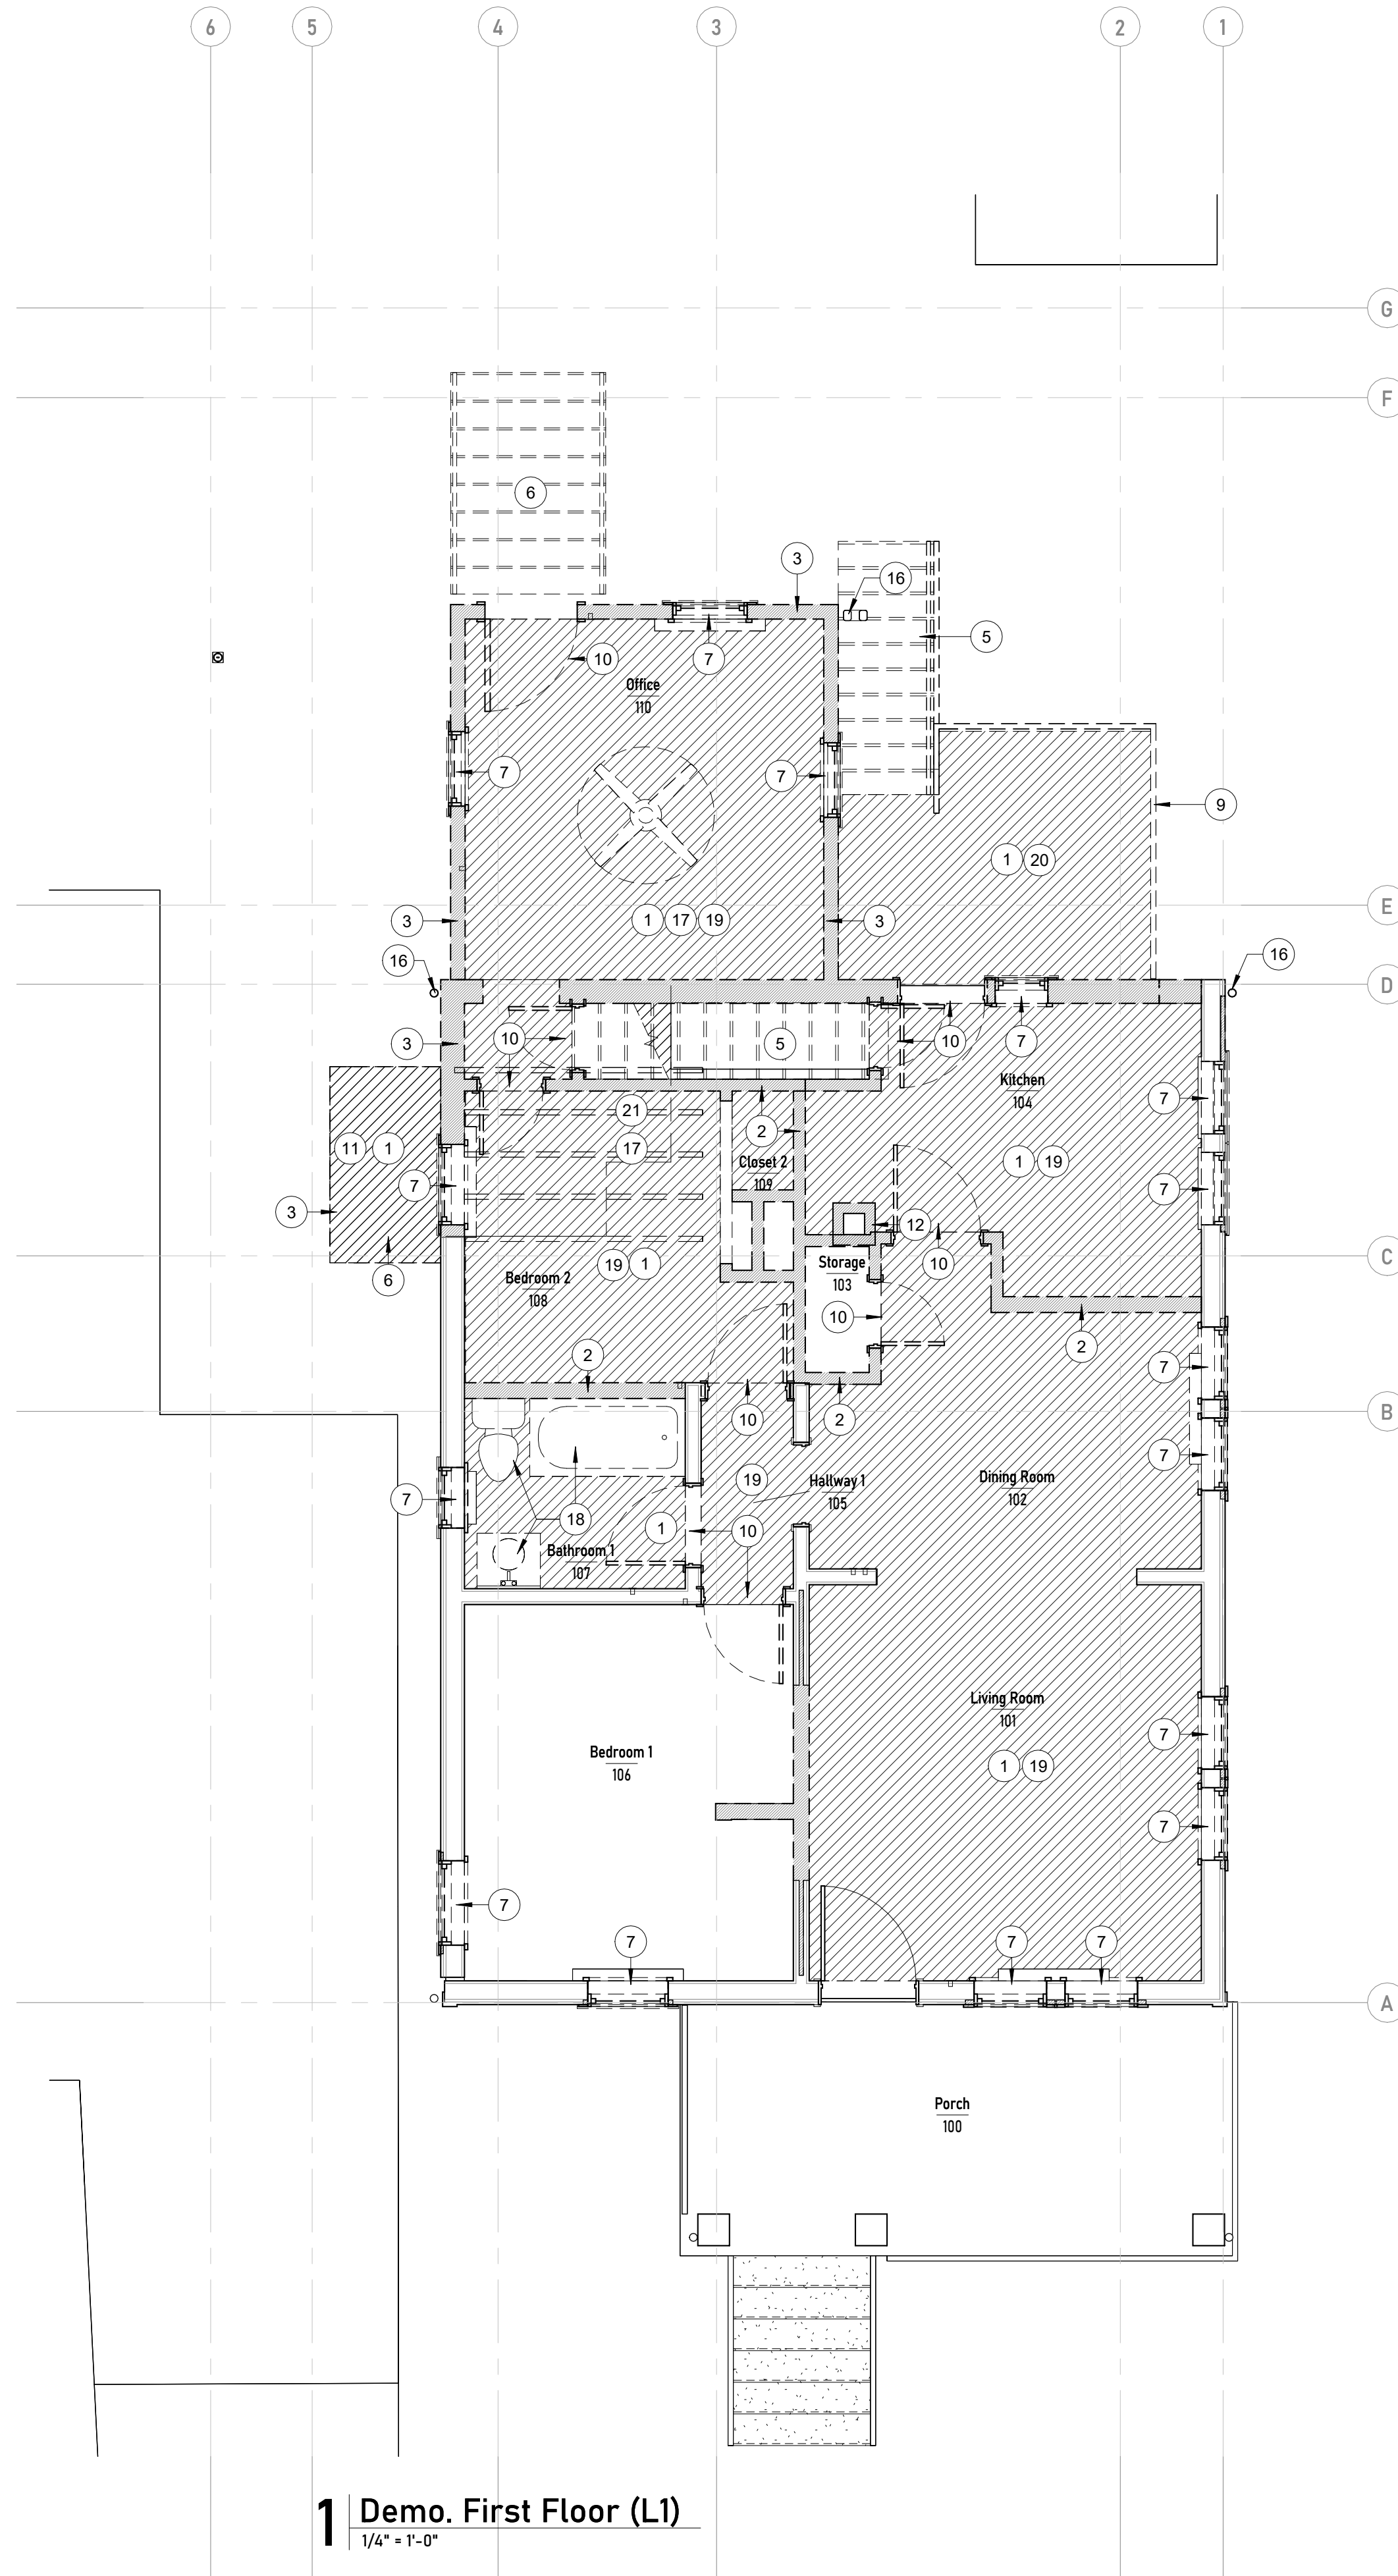 6 5 4 3 2 1
G
F
6
3
16
5
10
7
Office
110
7
7
9
1 20
3
1 17 19
3
E
16
16
D
3
10
5
10
7
Kitchen
104
7
21
2
17
Closet 2
109
11 1
1 19
7
7
3
12
C
6
19 1
Bedroom 2
108
Storage
103
10
10
2
2
7
10
2
B
7
19
Hallway 1
105
Dining Room
102
7
18
1
10
Bathroom 1
107
Living Room
101
7
Bedroom 1
106
1 19
7
7
7
7
7
A
Porch
100
1
Demo. First Floor (L1)
1/4" = 1'-0"